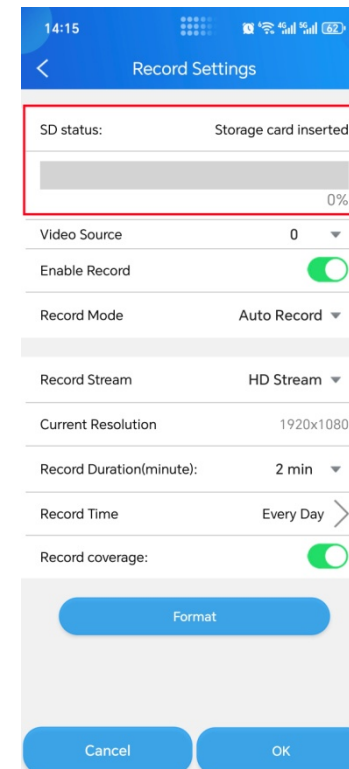 14:15 4G 5G 62
Record Settings
SD status: Storage card inserted
0%
Video Source 0
Enable Record
Record Mode Auto Record
Record Stream HD Stream
Current Resolution 1920x1080
Record Duration(minute): 2 min
Record Time Every Day
Record coverage:
Format
Cancel OK